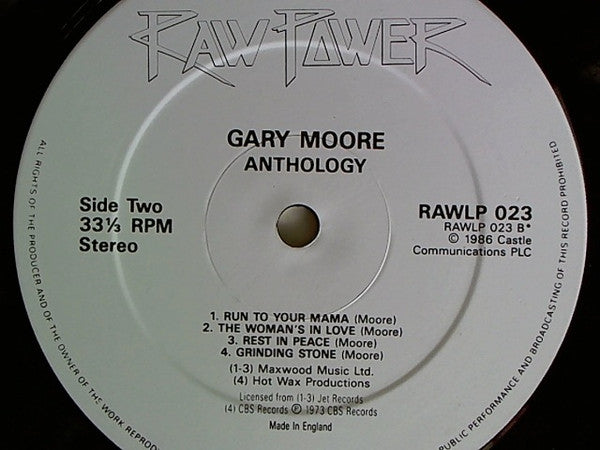 RAW POWER
GARY MOORE
ANTHOLOGY
Side Two
33⅓ RPM
Stereo
RAWLP 023
RAWLP 023 B*
© 1986 Castle
Communications PLC
1. RUN TO YOUR MAMA (Moore)
2. THE WOMAN'S IN LOVE (Moore)
3. REST IN PEACE (Moore)
4. GRINDING STONE (Moore)
(1-3) Maxwood Music Ltd.
(4) Hot Wax Productions
Licensed from (1-3) Jet Records
(4) CBS Records ℗ 1973 CBS Records
Made in England
ALL RIGHTS OF THE PRODUCER AND OF THE OWNER OF THE WORK
PUBLIC PERFORMANCE AND BROADCASTING OF THIS RECORD PROHIBITED